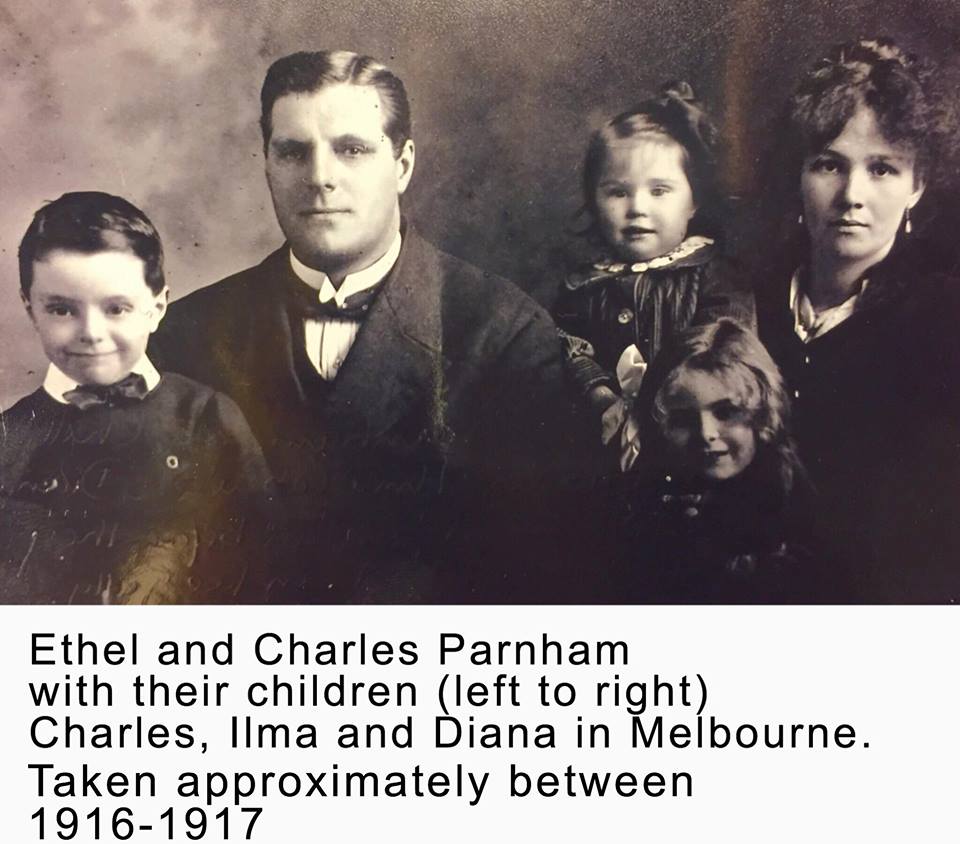 Ethel and Charles Parnham
with their children (left to right)
Charles, Ilma and Diana in Melbourne.
Taken approximately between
1916-1917